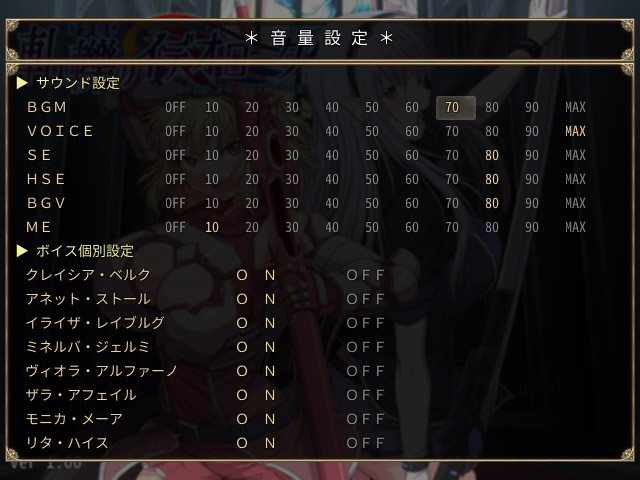 ＊ 音 量 設 定 ＊
▶ サウンド設定
ＢＧＭ OFF 10 20 30 40 50 60 70 80 90 MAX
ＶＯＩＣＥ OFF 10 20 30 40 50 60 70 80 90 MAX
ＳＥ OFF 10 20 30 40 50 60 70 80 90 MAX
ＨＳＥ OFF 10 20 30 40 50 60 70 80 90 MAX
ＢＧＶ OFF 10 20 30 40 50 60 70 80 90 MAX
ＭＥ OFF 10 20 30 40 50 60 70 80 90 MAX
▶ ボイス個別設定
クレイシア・ベルク Ｏ Ｎ ＯＦＦ
アネット・ストール Ｏ Ｎ ＯＦＦ
イライザ・レイブルグ Ｏ Ｎ ＯＦＦ
ミネルバ・ジェルミ Ｏ Ｎ ＯＦＦ
ヴィオラ・アルファーノ Ｏ Ｎ ＯＦＦ
ザラ・アフェイル Ｏ Ｎ ＯＦＦ
モニカ・メーア Ｏ Ｎ ＯＦＦ
リタ・ハイス Ｏ Ｎ ＯＦＦ
Ver 1.00